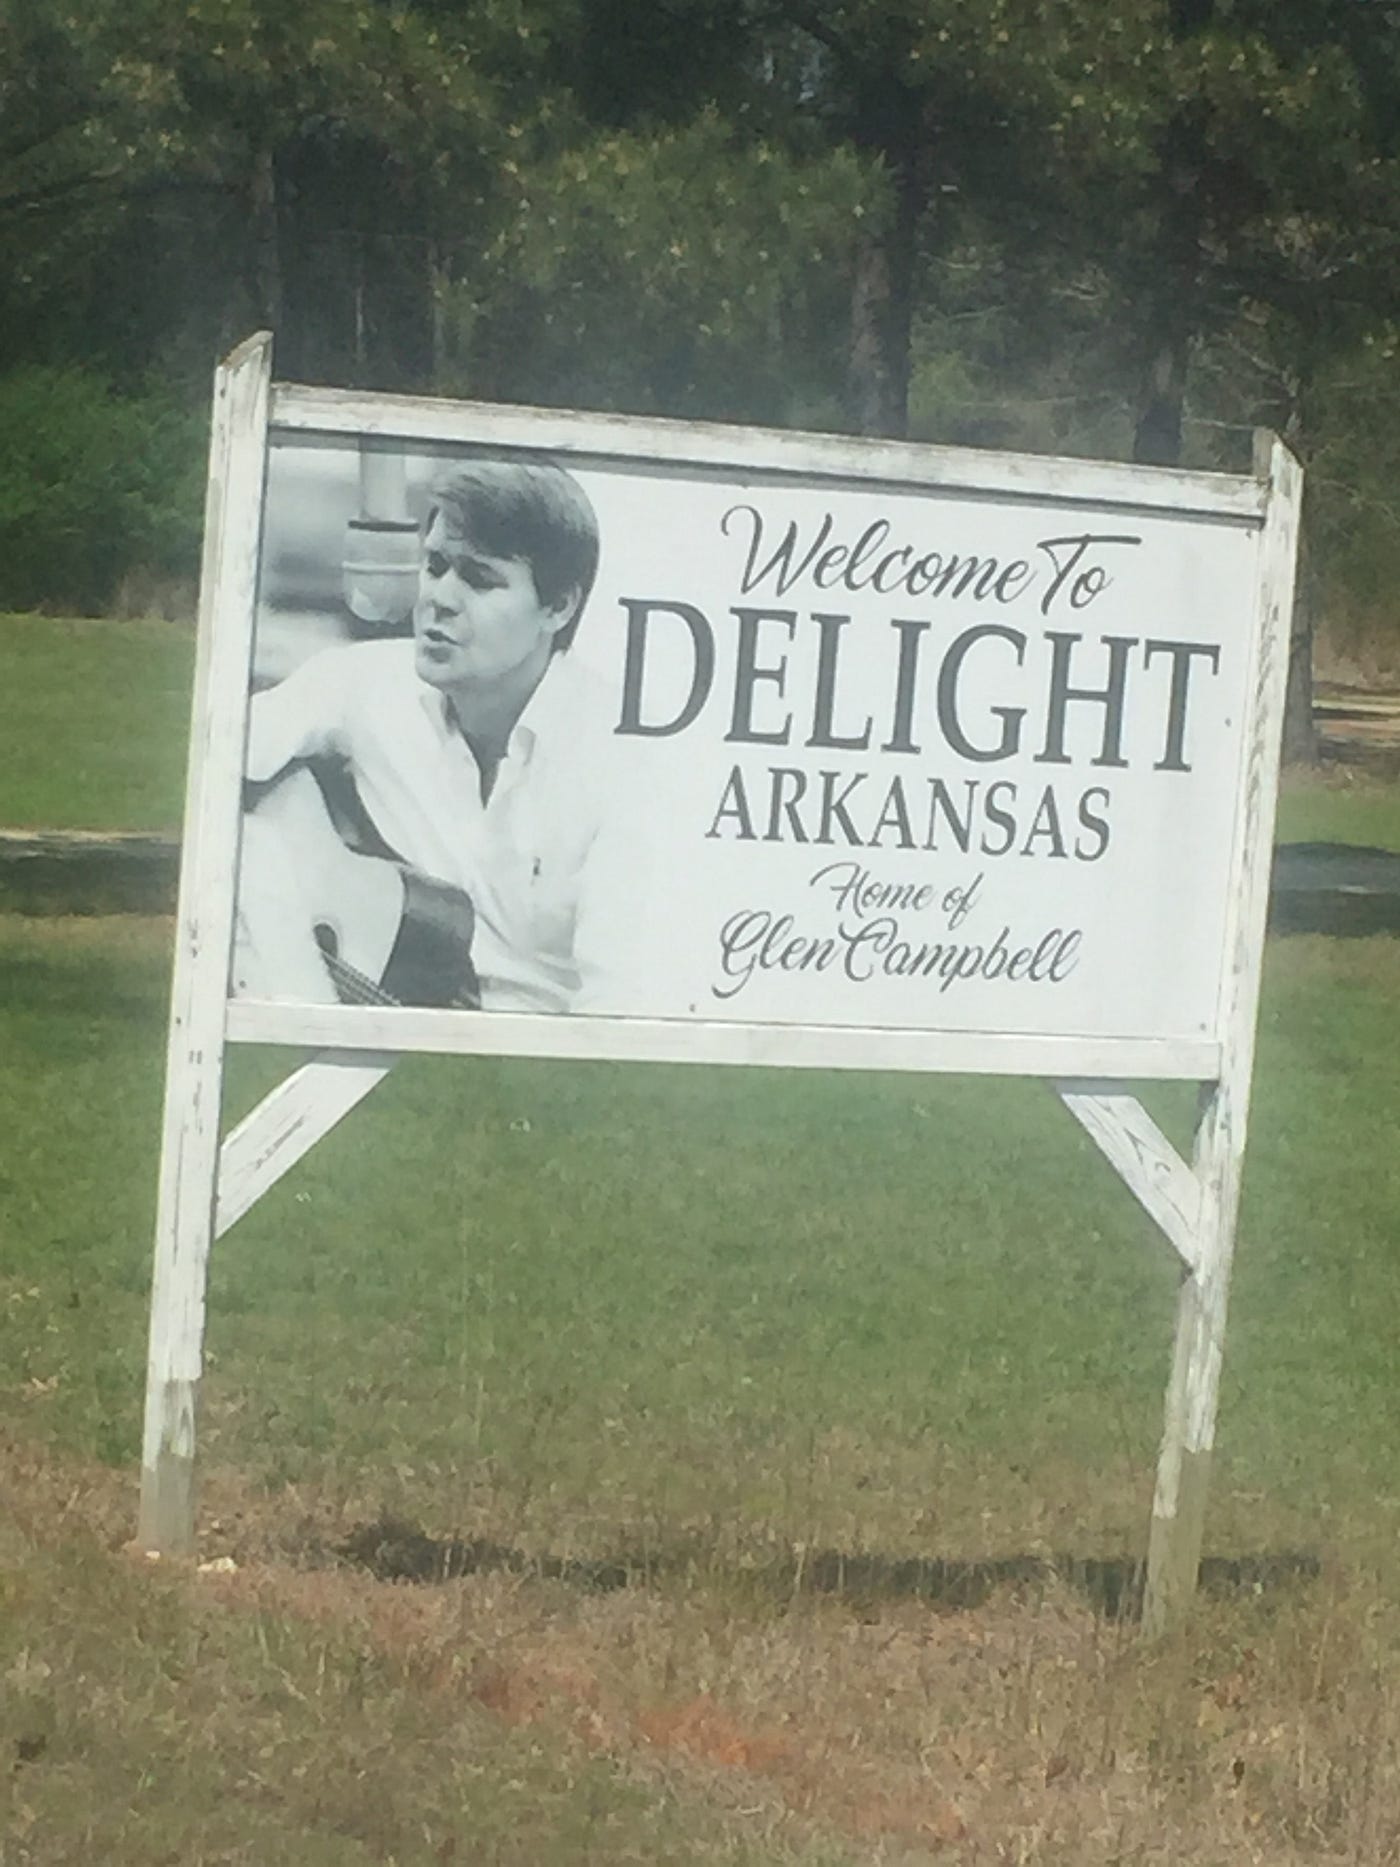 Welcome To
DELIGHT
ARKANSAS
Home of
Glen Campbell